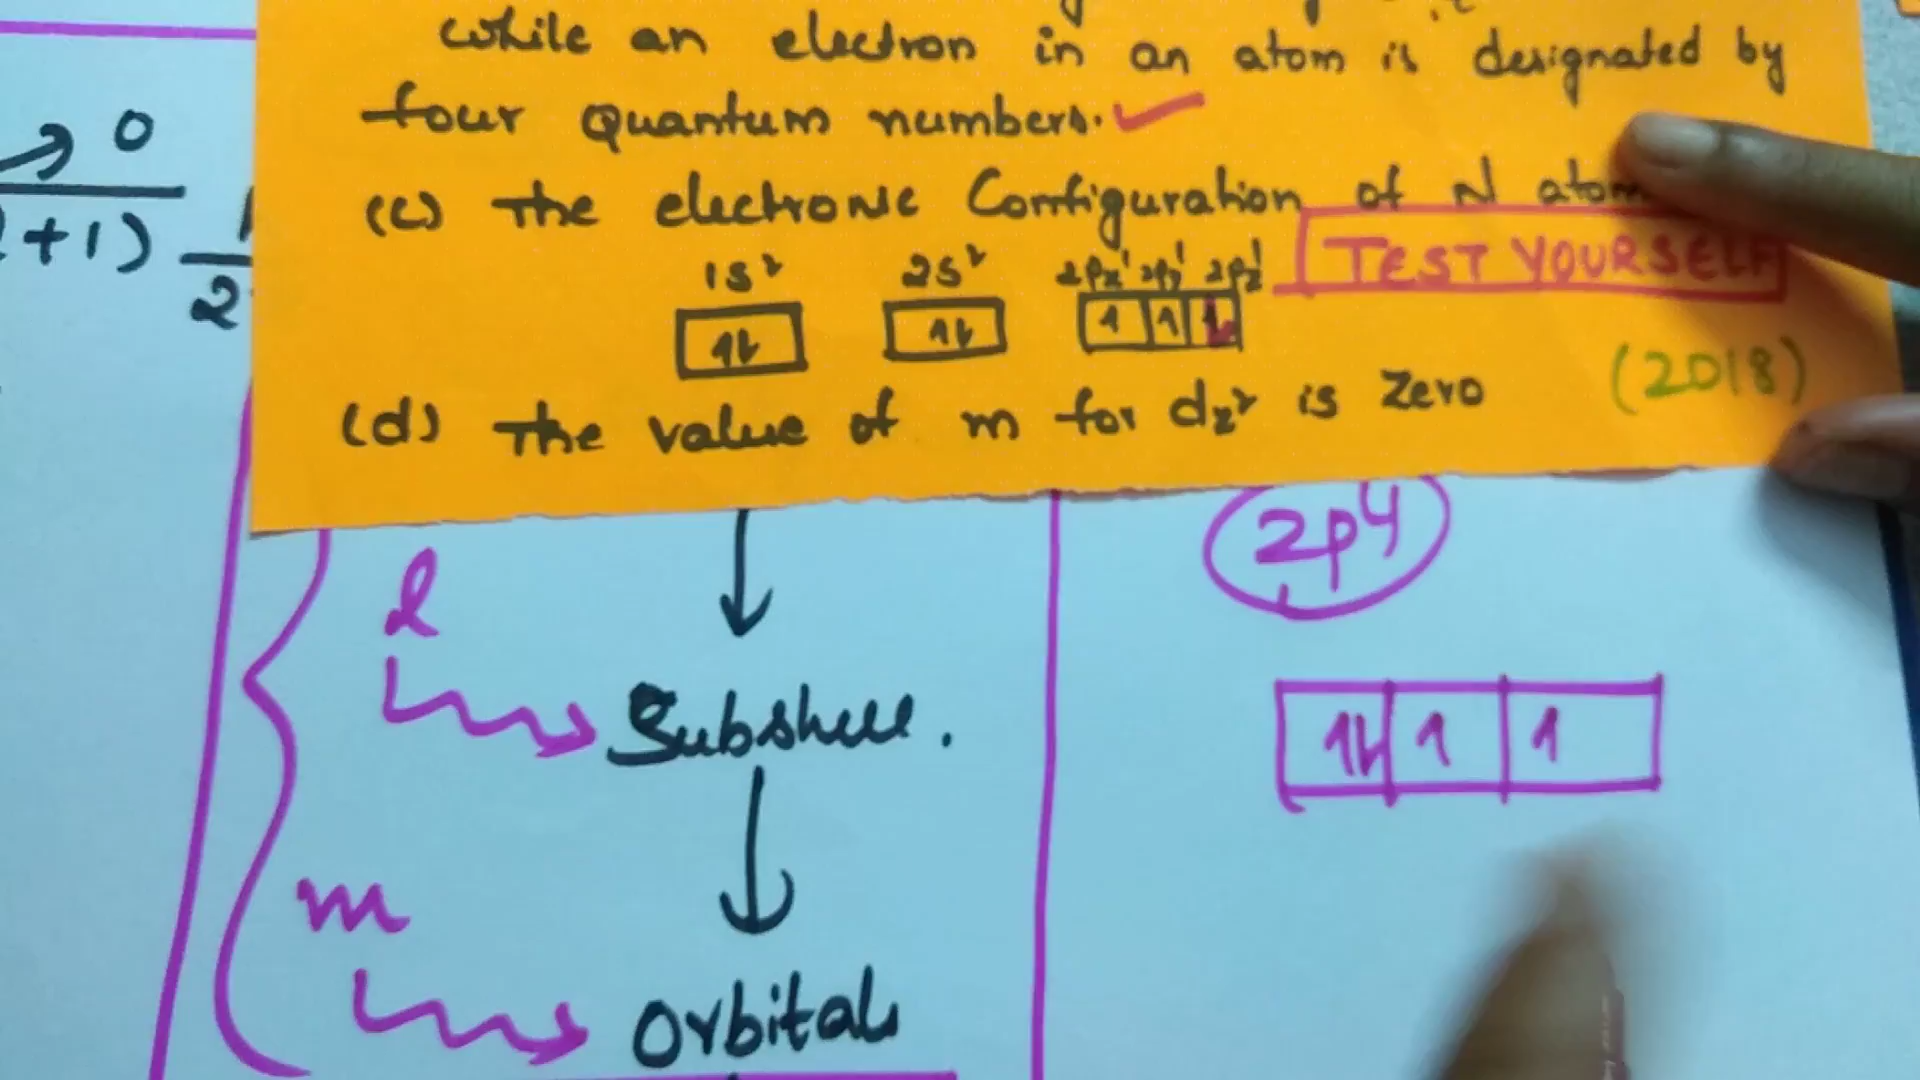 while an electron in an atom is designated by
four Quantum numbers.
→ 0
+1)
2
(c) The electronic Configuration of N atom
TEST YOURSELF
1s² 2s² 2px¹ 2py¹ 2pz¹
1⇂ 1⇂ 1 1 ⇂
(d) The value of m for dz² is zero
(2018)
2p4
l
Subshell.
1⇂ 1 1
m
Orbital